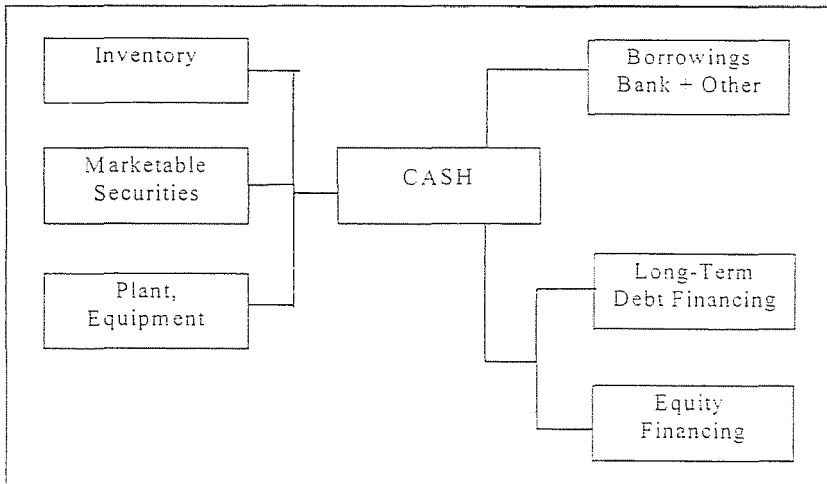 Inventory
Marketable
Securities
Plant,
Equipment
CASH
Borrowings
Bank + Other
Long-Term
Debt Financing
Equity
Financing